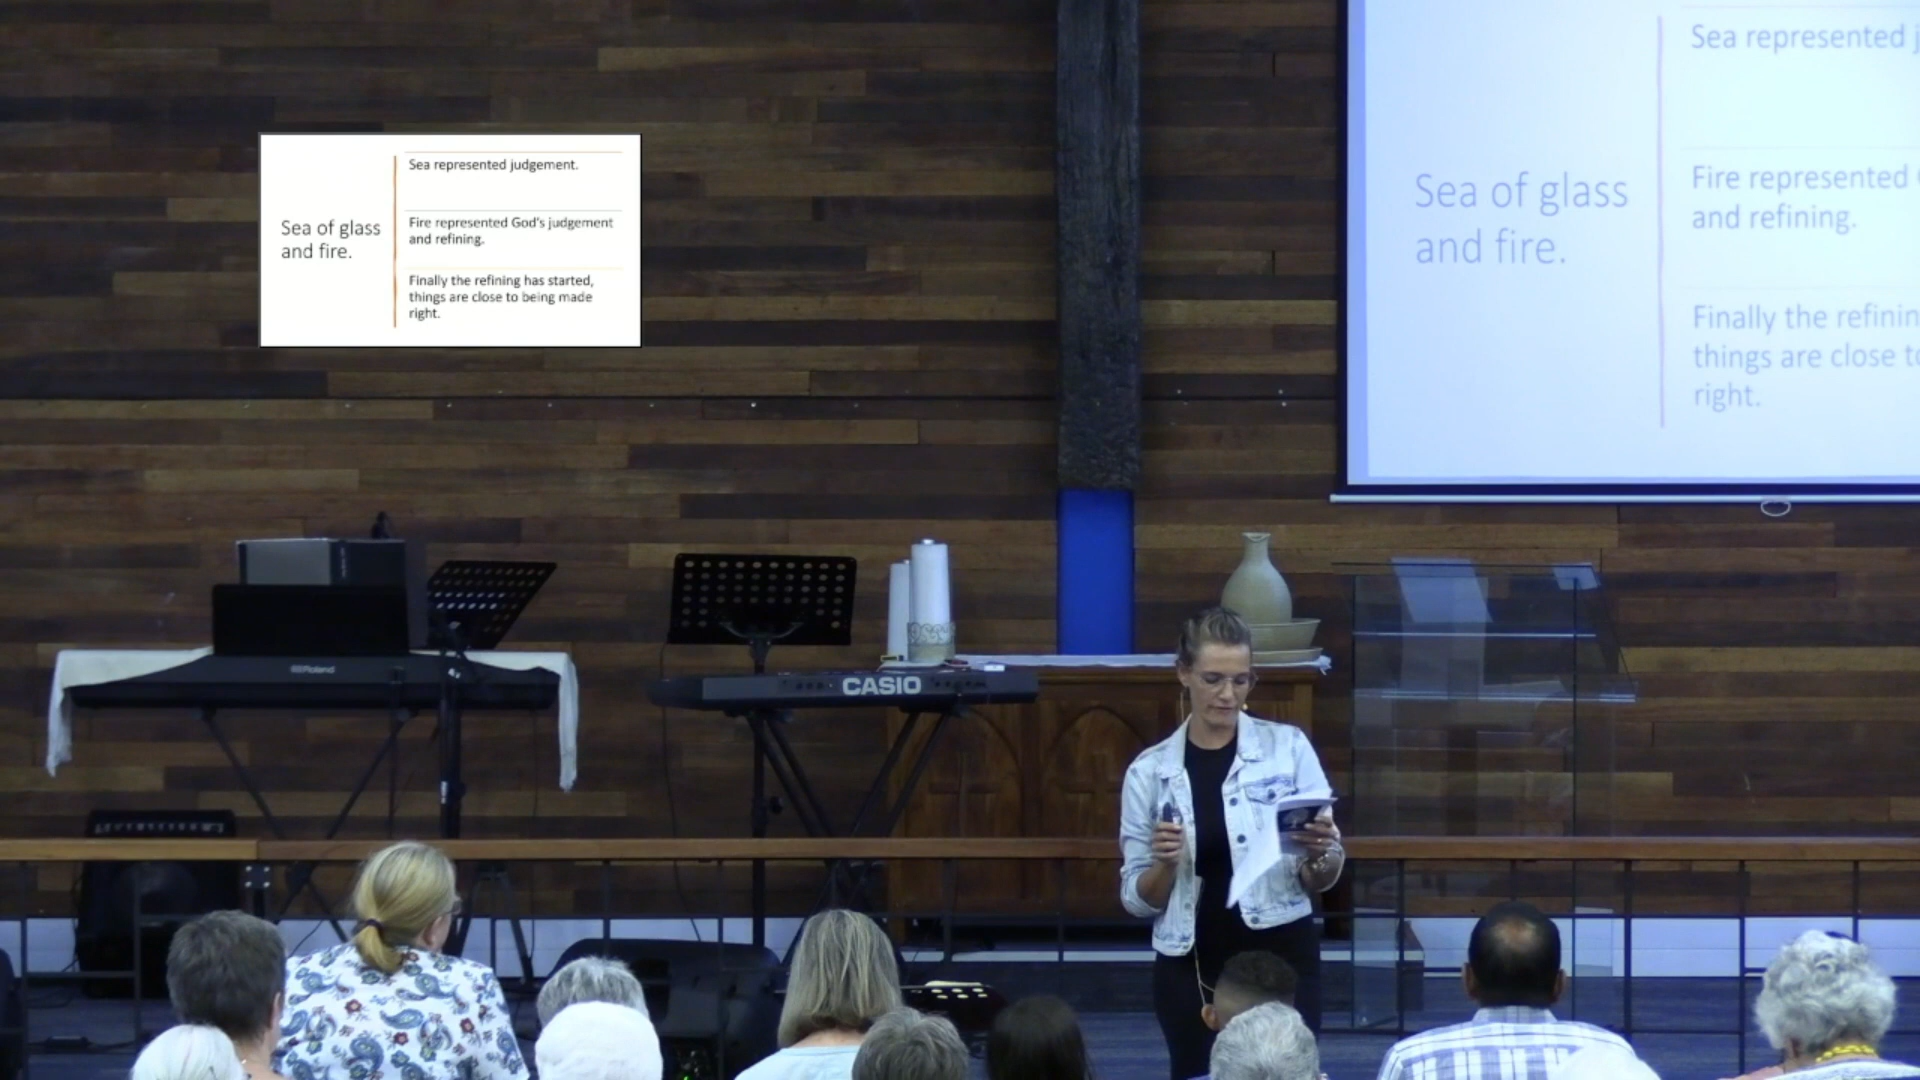 Sea of glass
and fire.
Sea represented judgement.
Fire represented God's judgement
and refining.
Finally the refining has started,
things are close to being made
right.
Sea of glass
and fire.
Sea represented
Fire represented
and refining.
Finally the refinin
things are close to
right.
Roland
CASIO